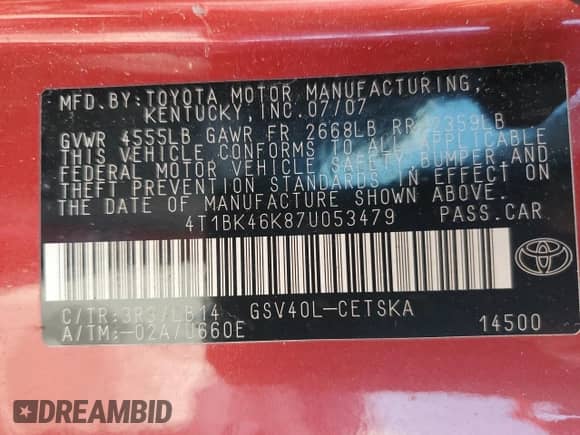 MFD.BY:TOYOTA MOTOR MANUFACTURING,
KENTUCKY, INC. 07/07
GVWR 4555LB GAWR FR 2668LB RR 2359LB
THIS VEHICLE CONFORMS TO ALL APPLICABLE
FEDERAL MOTOR VEHICLE SAFETY, BUMPER, AND
THEFT PREVENTION STANDARDS IN EFFECT ON
THE DATE OF MANUFACTURE SHOWN ABOVE.
4T1BK46K87U053479 PASS.CAR
C/TR:3R3/LB14 GSV40L-CETSKA
A/TM:-02A/U660E 14500
DREAMBID